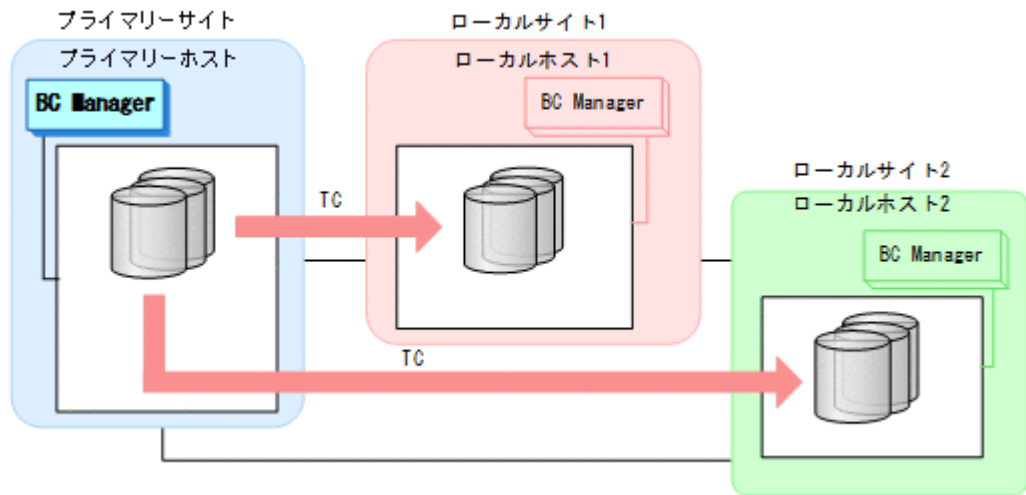 プライマリーサイト
プライマリーホスト
BC Manager
ローカルサイト1
ローカルホスト1
BC Manager
TC
ローカルサイト2
ローカルホスト2
BC Manager
TC